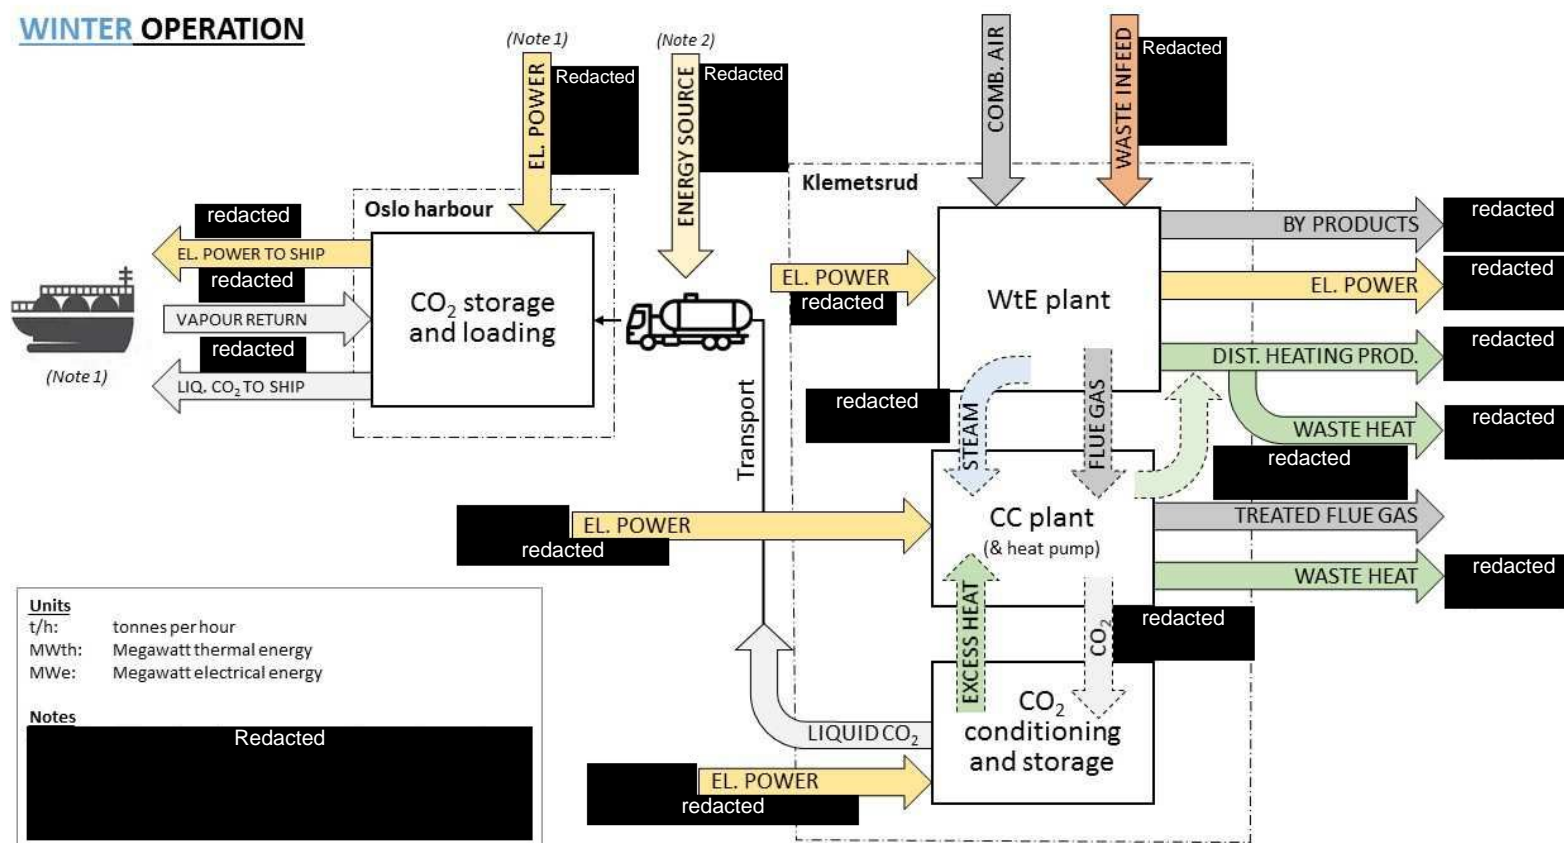 WINTER OPERATION
(Note 1)
(Note 2)
EL. POWER
Redacted
ENERGY SOURCE
Redacted
COMB. AIR
WASTE INFEED
Redacted
Klemetsrud
Oslo harbour
redacted
EL. POWER TO SHIP
redacted
VAPOUR RETURN
redacted
LIQ. CO₂ TO SHIP
(Note 1)
CO₂ storage
and loading
Transport
EL. POWER
redacted
WtE plant
BY PRODUCTS
redacted
EL. POWER
redacted
DIST. HEATING PROD.
redacted
WASTE HEAT
redacted
redacted
redacted
STEAM
FLUE GAS
EL. POWER
redacted
CC plant
(& heat pump)
TREATED FLUE GAS
WASTE HEAT
redacted
EXCESS HEAT
CO₂
redacted
LIQUID CO₂
CO₂
conditioning
and storage
EL. POWER
redacted
Units
t/h: tonnes per hour
MWth: Megawatt thermal energy
MWe: Megawatt electrical energy
Notes
Redacted